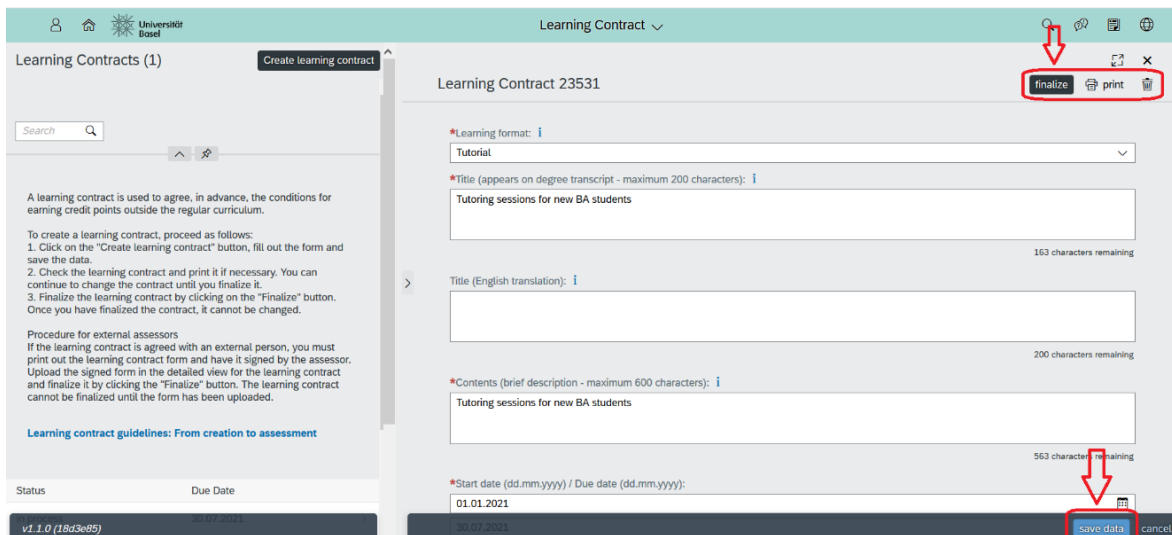 Universität
Basel
Learning Contract
Learning Contracts (1)
Create learning contract
Search
A learning contract is used to agree, in advance, the conditions for
earning credit points outside the regular curriculum.
To create a learning contract, proceed as follows:
1. Click on the "Create learning contract" button, fill out the form and
save the data.
2. Check the learning contract and print it if necessary. You can
continue to change the contract until you finalize it.
3. Finalize the learning contract by clicking on the "Finalize" button.
Once you have finalized the contract, it cannot be changed.
Procedure for external assessors
If the learning contract is agreed with an external person, you must
print out the learning contract form and have it signed by the assessor.
Upload the signed form in the detailed view for the learning contract
and finalize it by clicking the "Finalize" button. The learning contract
cannot be finalized until the form has been uploaded.
Learning contract guidelines: From creation to assessment
Status Due Date
in process 30.07.2021
v1.1.0 (18d3e85)
Learning Contract 23531
finalize print
*Learning format: i
Tutorial
*Title (appears on degree transcript - maximum 200 characters): i
Tutoring sessions for new BA students
163 characters remaining
Title (English translation): i
200 characters remaining
*Contents (brief description - maximum 600 characters): i
Tutoring sessions for new BA students
563 characters remaining
*Start date (dd.mm.yyyy) / Due date (dd.mm.yyyy):
01.01.2021
30.07.2021
save data cancel